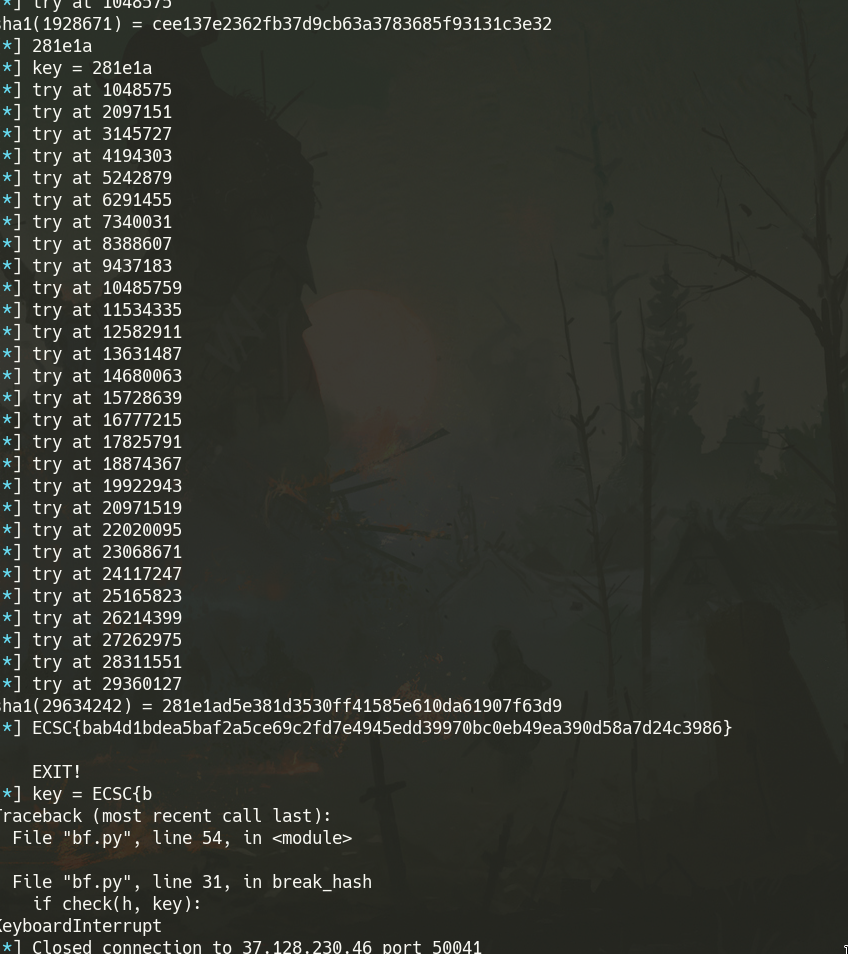 *] try at 1048575
sha1(1928671) = cee137e2362fb37d9cb63a3783685f93131c3e32
*] 281e1a
*] key = 281e1a
*] try at 1048575
*] try at 2097151
*] try at 3145727
*] try at 4194303
*] try at 5242879
*] try at 6291455
*] try at 7340031
*] try at 8388607
*] try at 9437183
*] try at 10485759
*] try at 11534335
*] try at 12582911
*] try at 13631487
*] try at 14680063
*] try at 15728639
*] try at 16777215
*] try at 17825791
*] try at 18874367
*] try at 19922943
*] try at 20971519
*] try at 22020095
*] try at 23068671
*] try at 24117247
*] try at 25165823
*] try at 26214399
*] try at 27262975
*] try at 28311551
*] try at 29360127
sha1(29634242) = 281e1ad5e381d3530ff41585e610da61907f63d9
*] ECSC{bab4d1bdea5baf2a5ce69c2fd7e4945edd39970bc0eb49ea390d58a7d24c3986}
EXIT!
*] key = ECSC{b
Traceback (most recent call last):
File "bf.py", line 54, in <module>
File "bf.py", line 31, in break_hash
if check(h, key):
KeyboardInterrupt
*] Closed connection to 37.128.230.46 port 50041